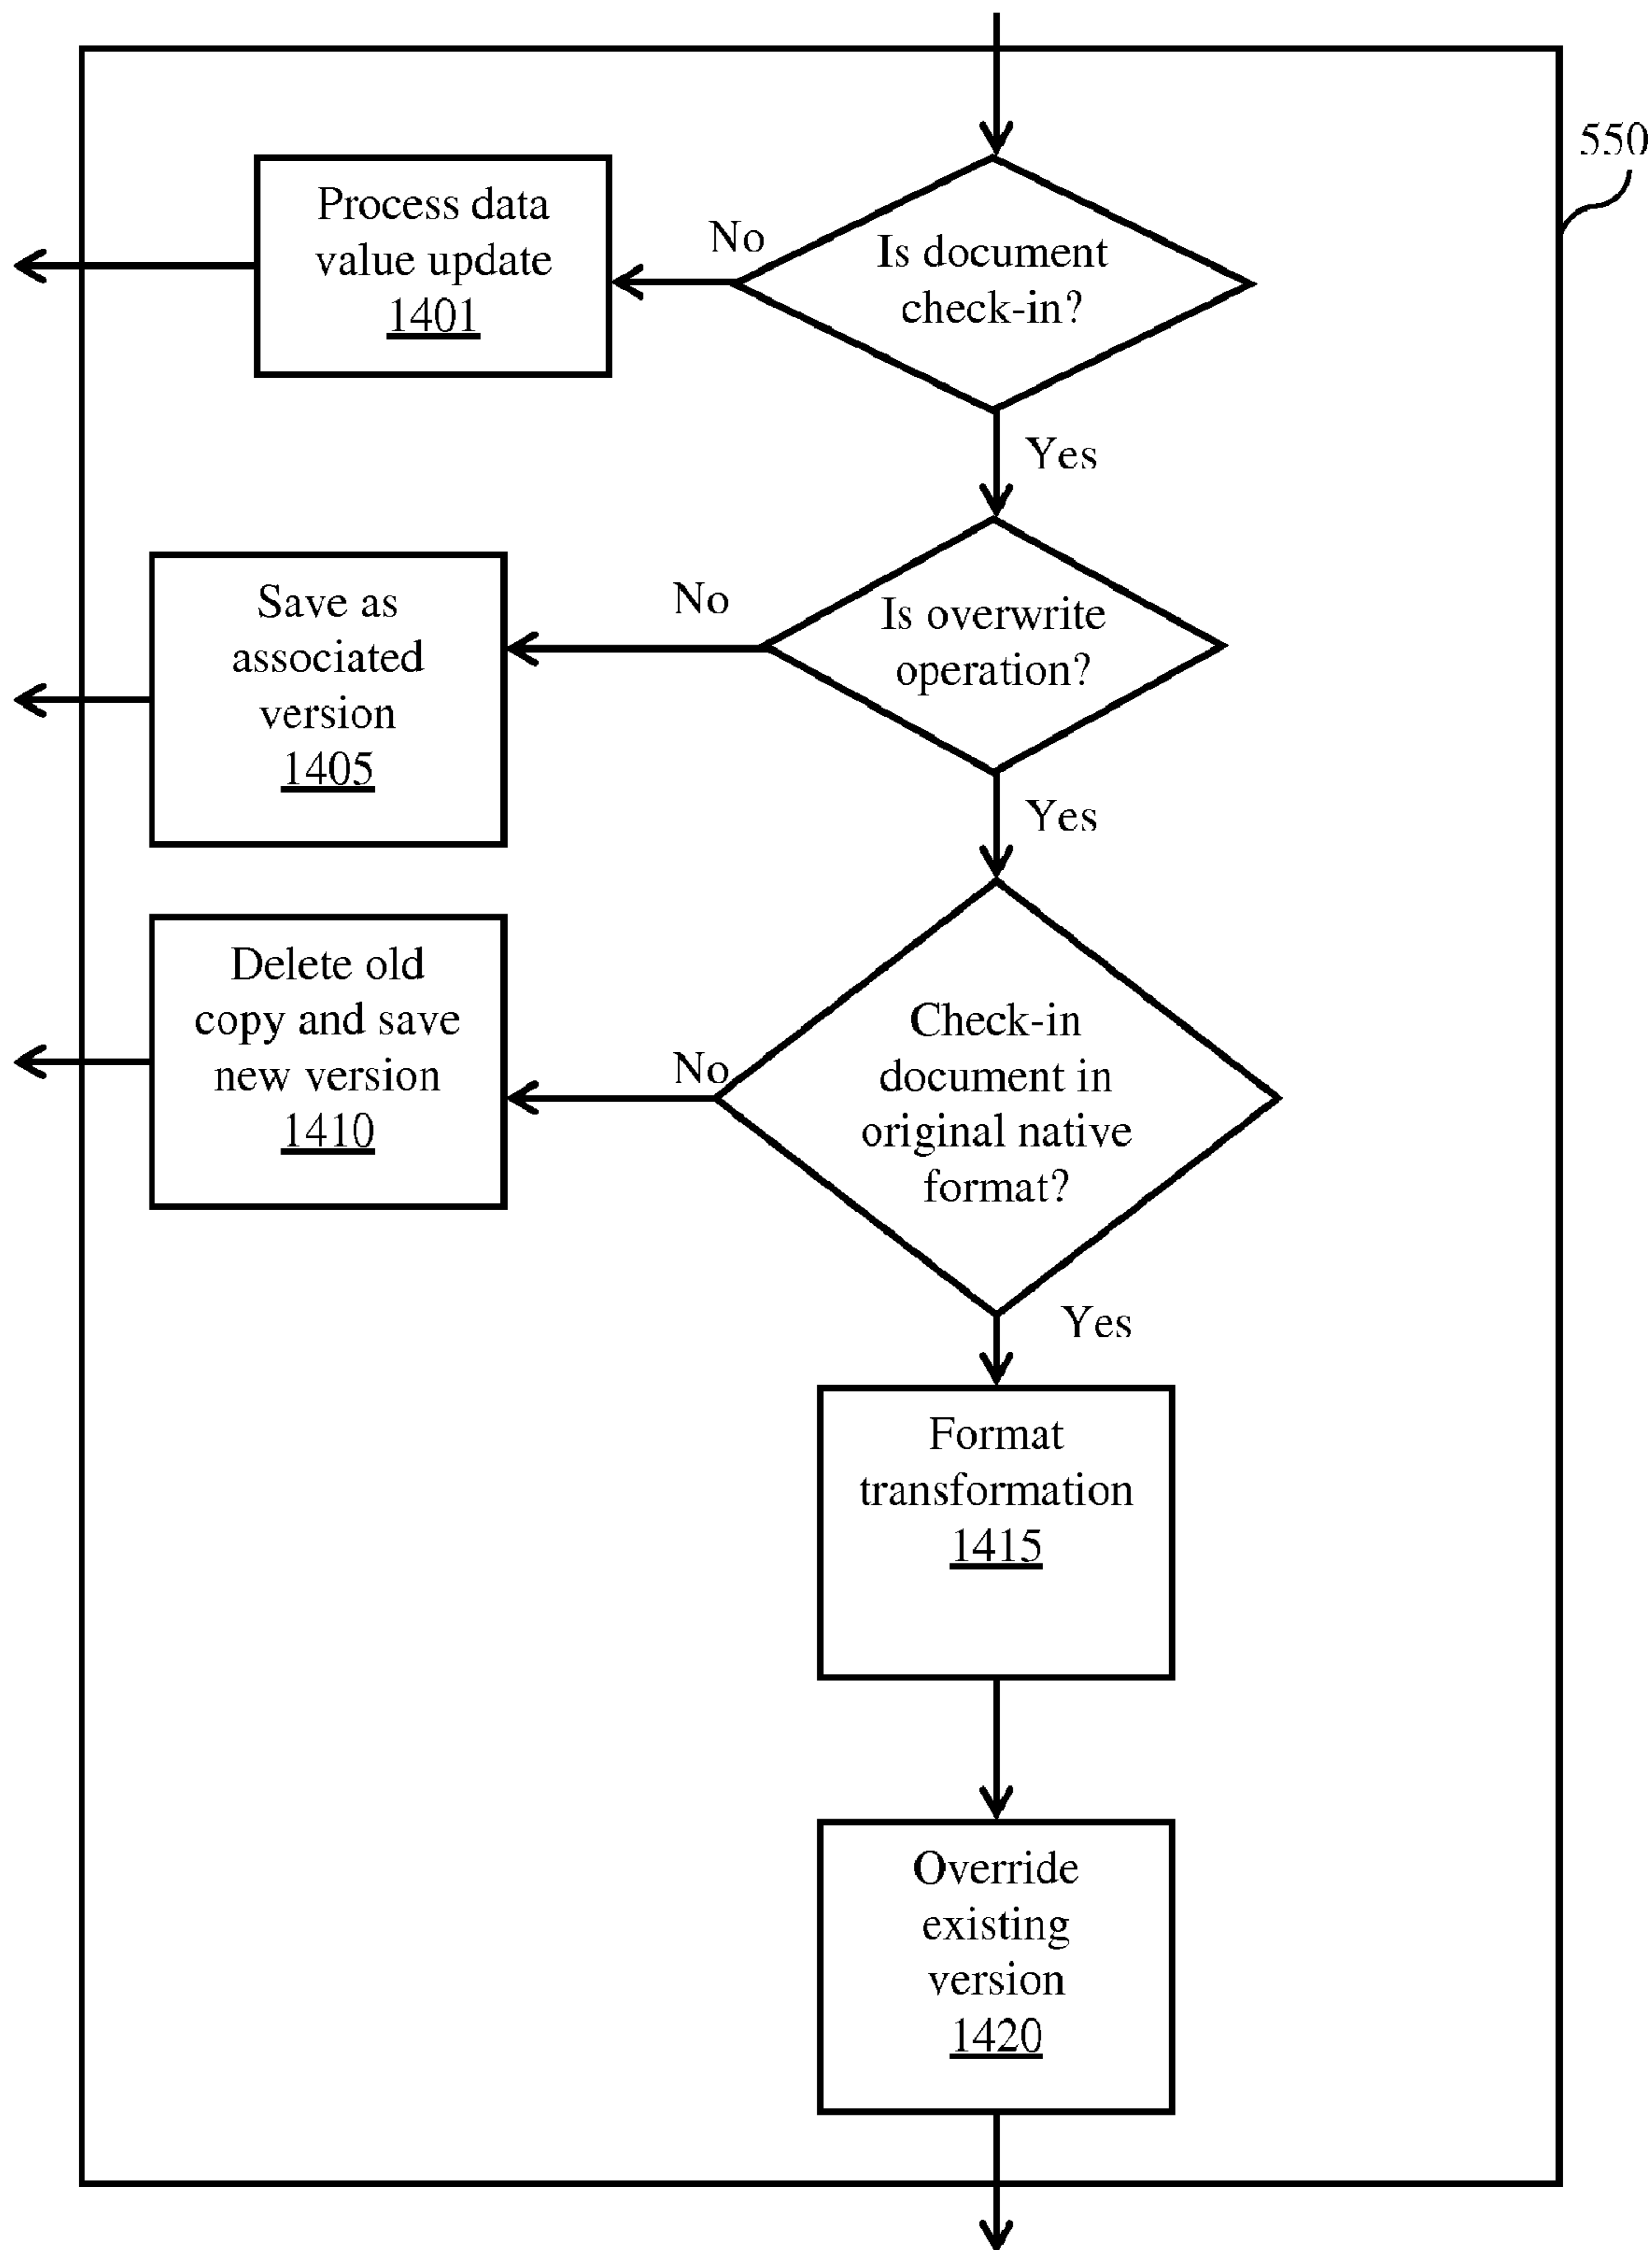 550
Process data
value update
1401
No
Is document
check-in?
Yes
Save as
associated
version
1405
No
Is overwrite
operation?
Yes
Delete old
copy and save
new version
1410
No
Check-in
document in
original native
format?
Yes
Format
transformation
1415
Override
existing
version
1420